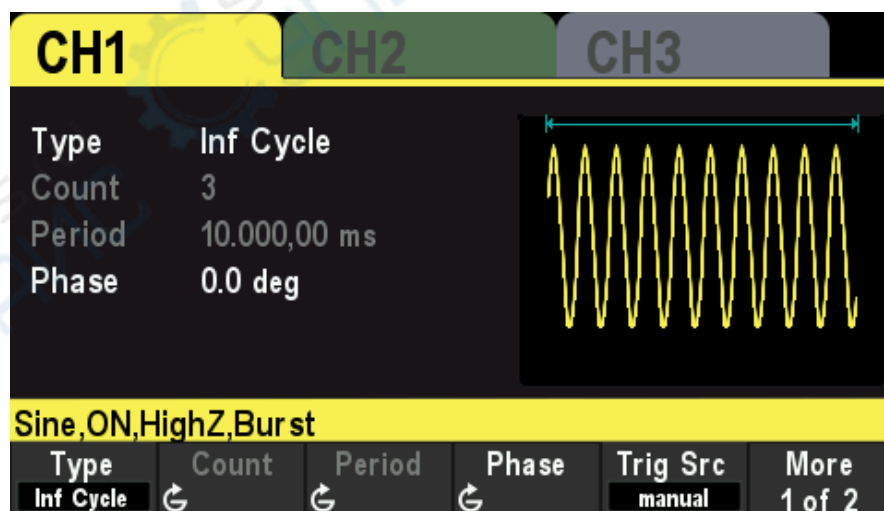 CH1 CH2 CH3
Type Inf Cycle
Count 3
Period 10.000,00 ms
Phase 0.0 deg
Sine,ON,HighZ,Burst
Type Count Period Phase Trig Src More
Inf Cycle manual 1 of 2